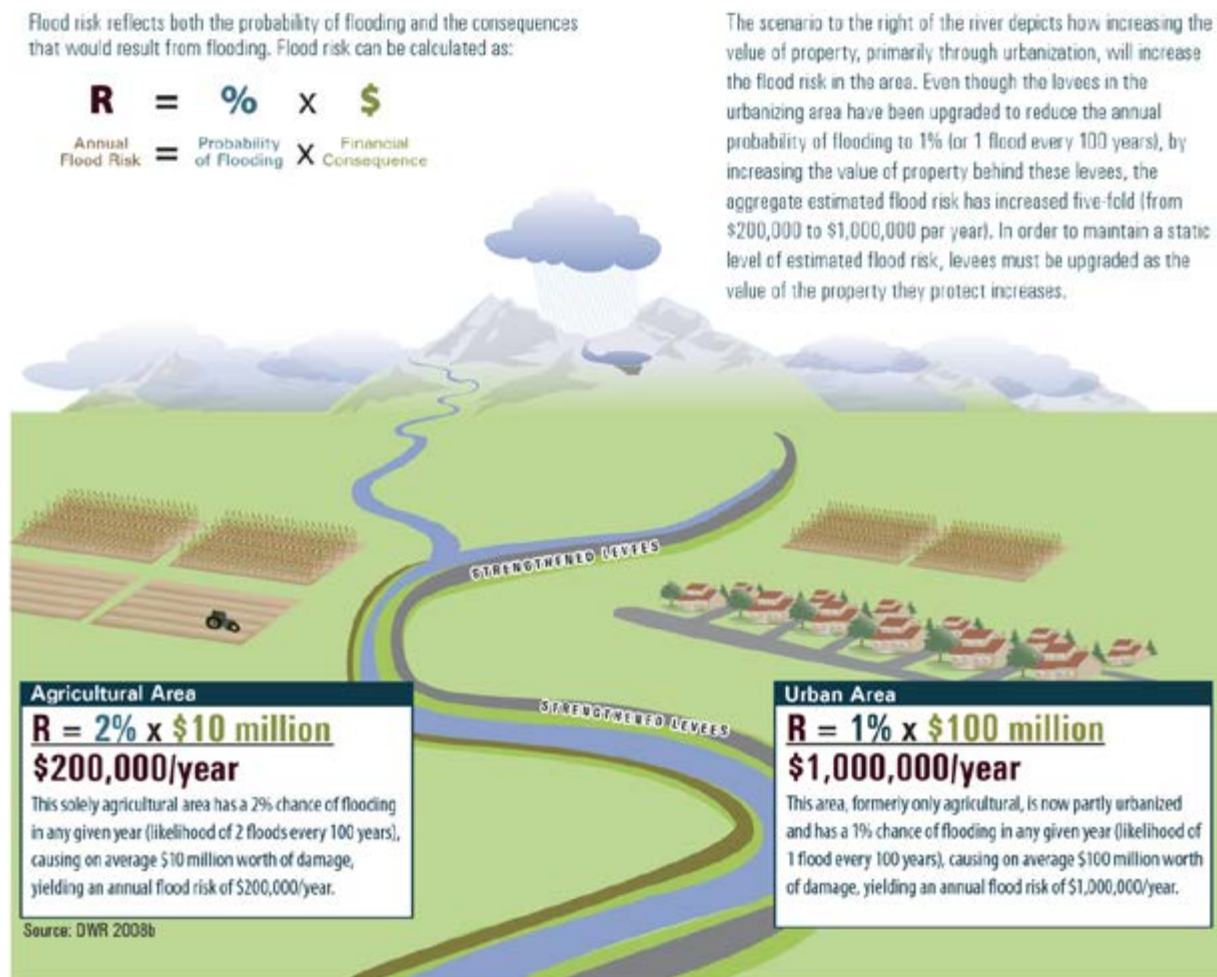 Flood risk reflects both the probability of flooding and the consequences
that would result from flooding. Flood risk can be calculated as:
R = % x $
Annual Flood Risk = Probability of Flooding X Financial Consequence
The scenario to the right of the river depicts how increasing the
value of property, primarily through urbanization, will increase
the flood risk in the area. Even though the levees in the
urbanizing area have been upgraded to reduce the annual
probability of flooding to 1% (or 1 flood every 100 years), by
increasing the value of property behind these levees, the
aggregate estimated flood risk has increased five-fold (from
$200,000 to $1,000,000 per year). In order to maintain a static
level of estimated flood risk, levees must be upgraded as the
value of the property they protect increases.
STRENGTHENED LEVEES
STRENGTHENED LEVEES
Agricultural Area
R = 2% x $10 million
$200,000/year
This solely agricultural area has a 2% chance of flooding
in any given year (likelihood of 2 floods every 100 years),
causing on average $10 million worth of damage,
yielding an annual flood risk of $200,000/year.
Urban Area
R = 1% x $100 million
$1,000,000/year
This area, formerly only agricultural, is now partly urbanized
and has a 1% chance of flooding in any given year (likelihood of
1 flood every 100 years), causing on average $100 million worth
of damage, yielding an annual flood risk of $1,000,000/year.
Source: DWR 2008b